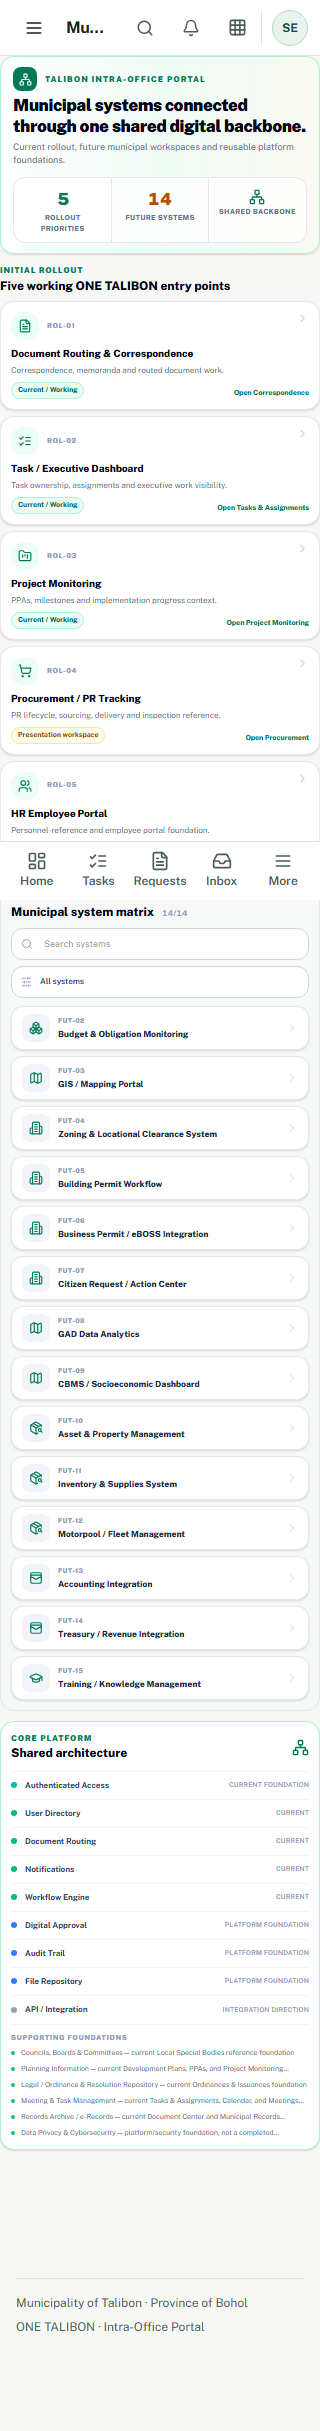 Mu...
SE
TALIBON INTRA-OFFICE PORTAL
Municipal systems connected
through one shared digital backbone.
Current rollout, future municipal workspaces and reusable platform
foundations.
5
ROLLOUT
PRIORITIES
14
FUTURE SYSTEMS
SHARED BACKBONE
INITIAL ROLLOUT
Five working ONE TALIBON entry points
ROL-01
Document Routing & Correspondence
Correspondence, memoranda and routed document work.
Current / Working
Open Correspondence
ROL-02
Task / Executive Dashboard
Task ownership, assignments and executive work visibility.
Current / Working
Open Tasks & Assignments
ROL-03
Project Monitoring
PPAs, milestones and implementation progress context.
Current / Working
Open Project Monitoring
ROL-04
Procurement / PR Tracking
PR lifecycle, sourcing, delivery and inspection reference.
Presentation workspace
Open Procurement
ROL-05
HR Employee Portal
Personnel-reference and employee portal foundation.
Home
Tasks
Requests
Inbox
More
Municipal system matrix 14/14
Search systems
All systems
FUT-02
Budget & Obligation Monitoring
FUT-03
GIS / Mapping Portal
FUT-04
Zoning & Locational Clearance System
FUT-05
Building Permit Workflow
FUT-06
Business Permit / eBOSS Integration
FUT-07
Citizen Request / Action Center
FUT-08
GAD Data Analytics
FUT-09
CBMS / Socioeconomic Dashboard
FUT-10
Asset & Property Management
FUT-11
Inventory & Supplies System
FUT-12
Motorpool / Fleet Management
FUT-13
Accounting Integration
FUT-14
Treasury / Revenue Integration
FUT-15
Training / Knowledge Management
CORE PLATFORM
Shared architecture
Authenticated Access
CURRENT FOUNDATION
User Directory
CURRENT
Document Routing
CURRENT
Notifications
CURRENT
Workflow Engine
CURRENT
Digital Approval
PLATFORM FOUNDATION
Audit Trail
PLATFORM FOUNDATION
File Repository
PLATFORM FOUNDATION
API / Integration
INTEGRATION DIRECTION
SUPPORTING FOUNDATIONS
Councils, Boards & Committees — current Local Special Bodies reference foundation
Planning Information — current Development Plans, PPAs, and Project Monitoring...
Legal / Ordinance & Resolution Repository — current Ordinances & Issuances foundation
Meeting & Task Management — current Tasks & Assignments, Calendar, and Meetings...
Records Archive / e-Records — current Document Center and Municipal Records...
Data Privacy & Cybersecurity — platform/security foundation, not a completed...
Municipality of Talibon · Province of Bohol
ONE TALIBON · Intra-Office Portal